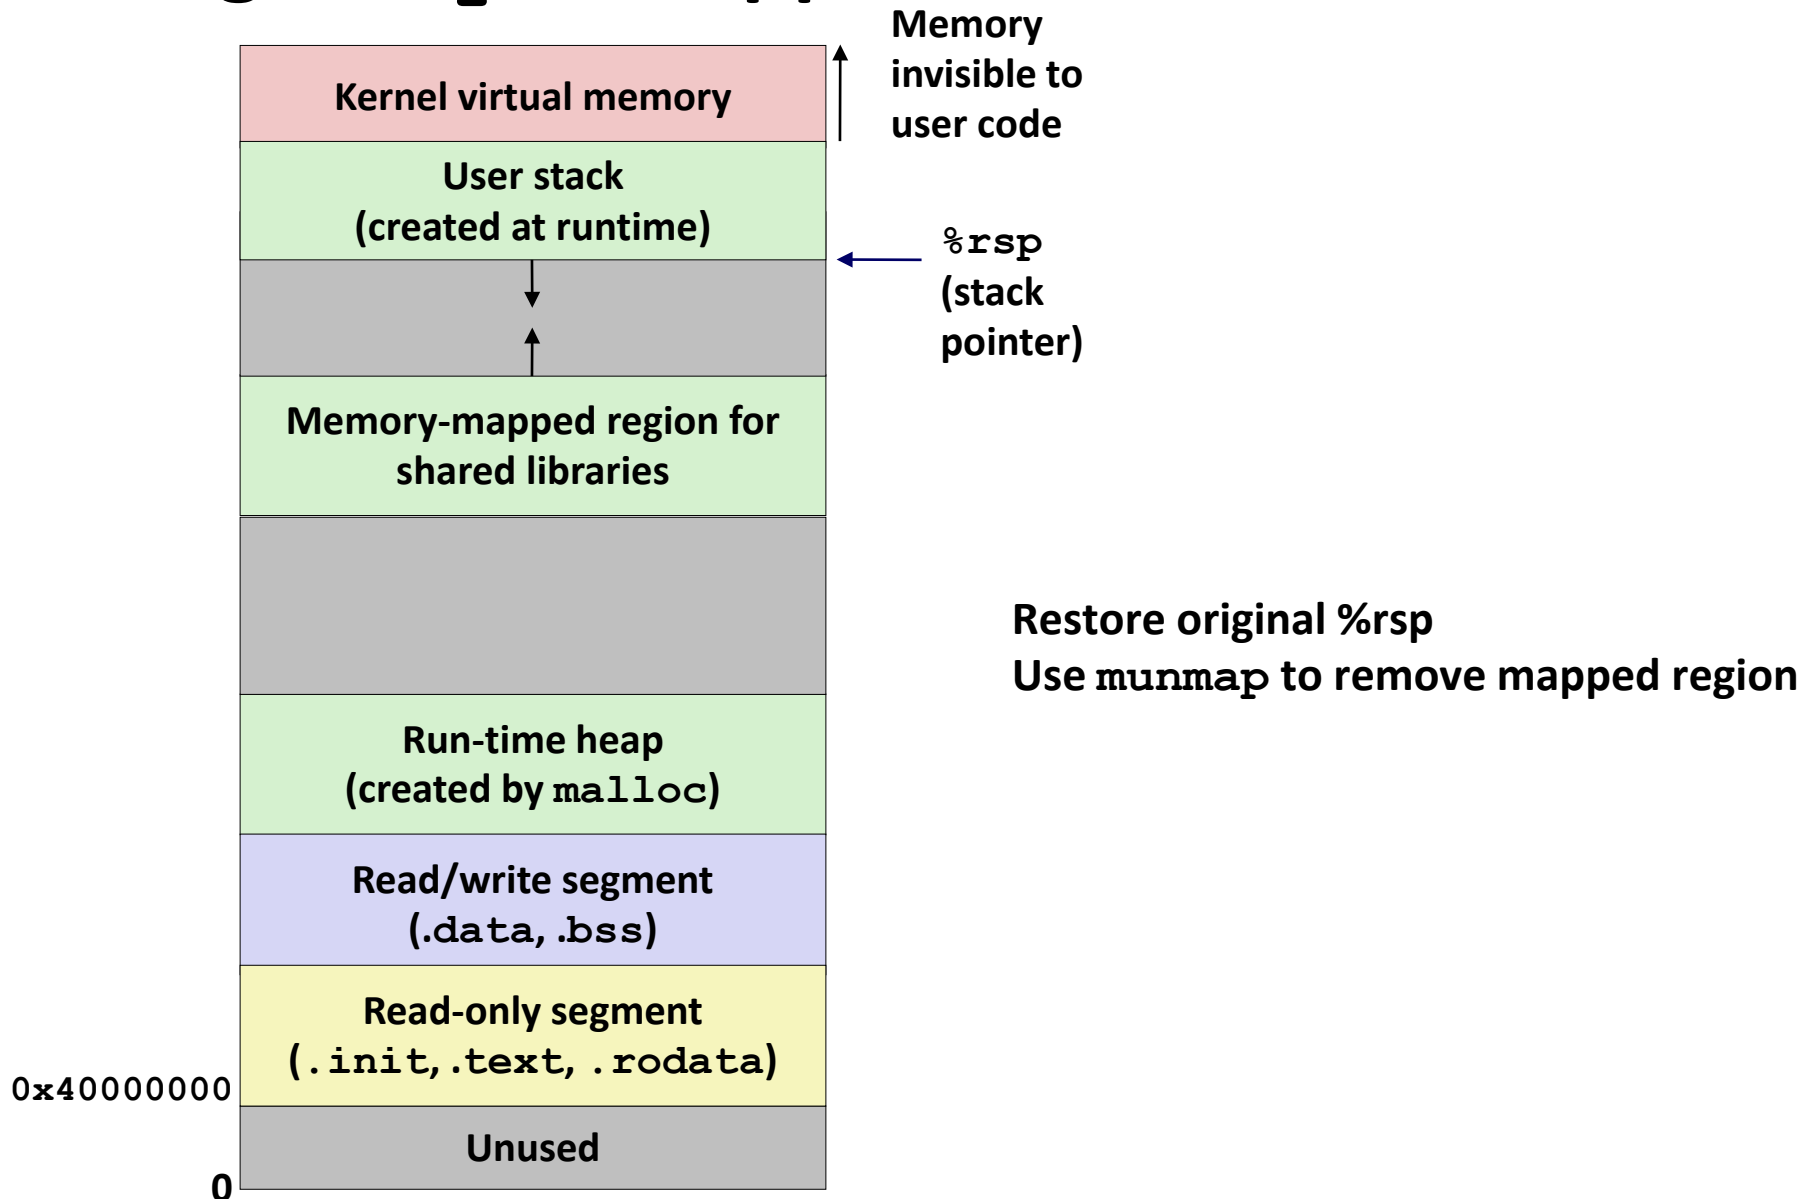 Memory
invisible to
user code
Kernel virtual memory
User stack
(created at runtime)
%rsp
(stack
pointer)
Memory-mapped region for
shared libraries
Restore original %rsp
Use munmap to remove mapped region
Run-time heap
(created by malloc)
Read/write segment
(.data, .bss)
Read-only segment
(.init, .text, .rodata)
0x40000000
Unused
0